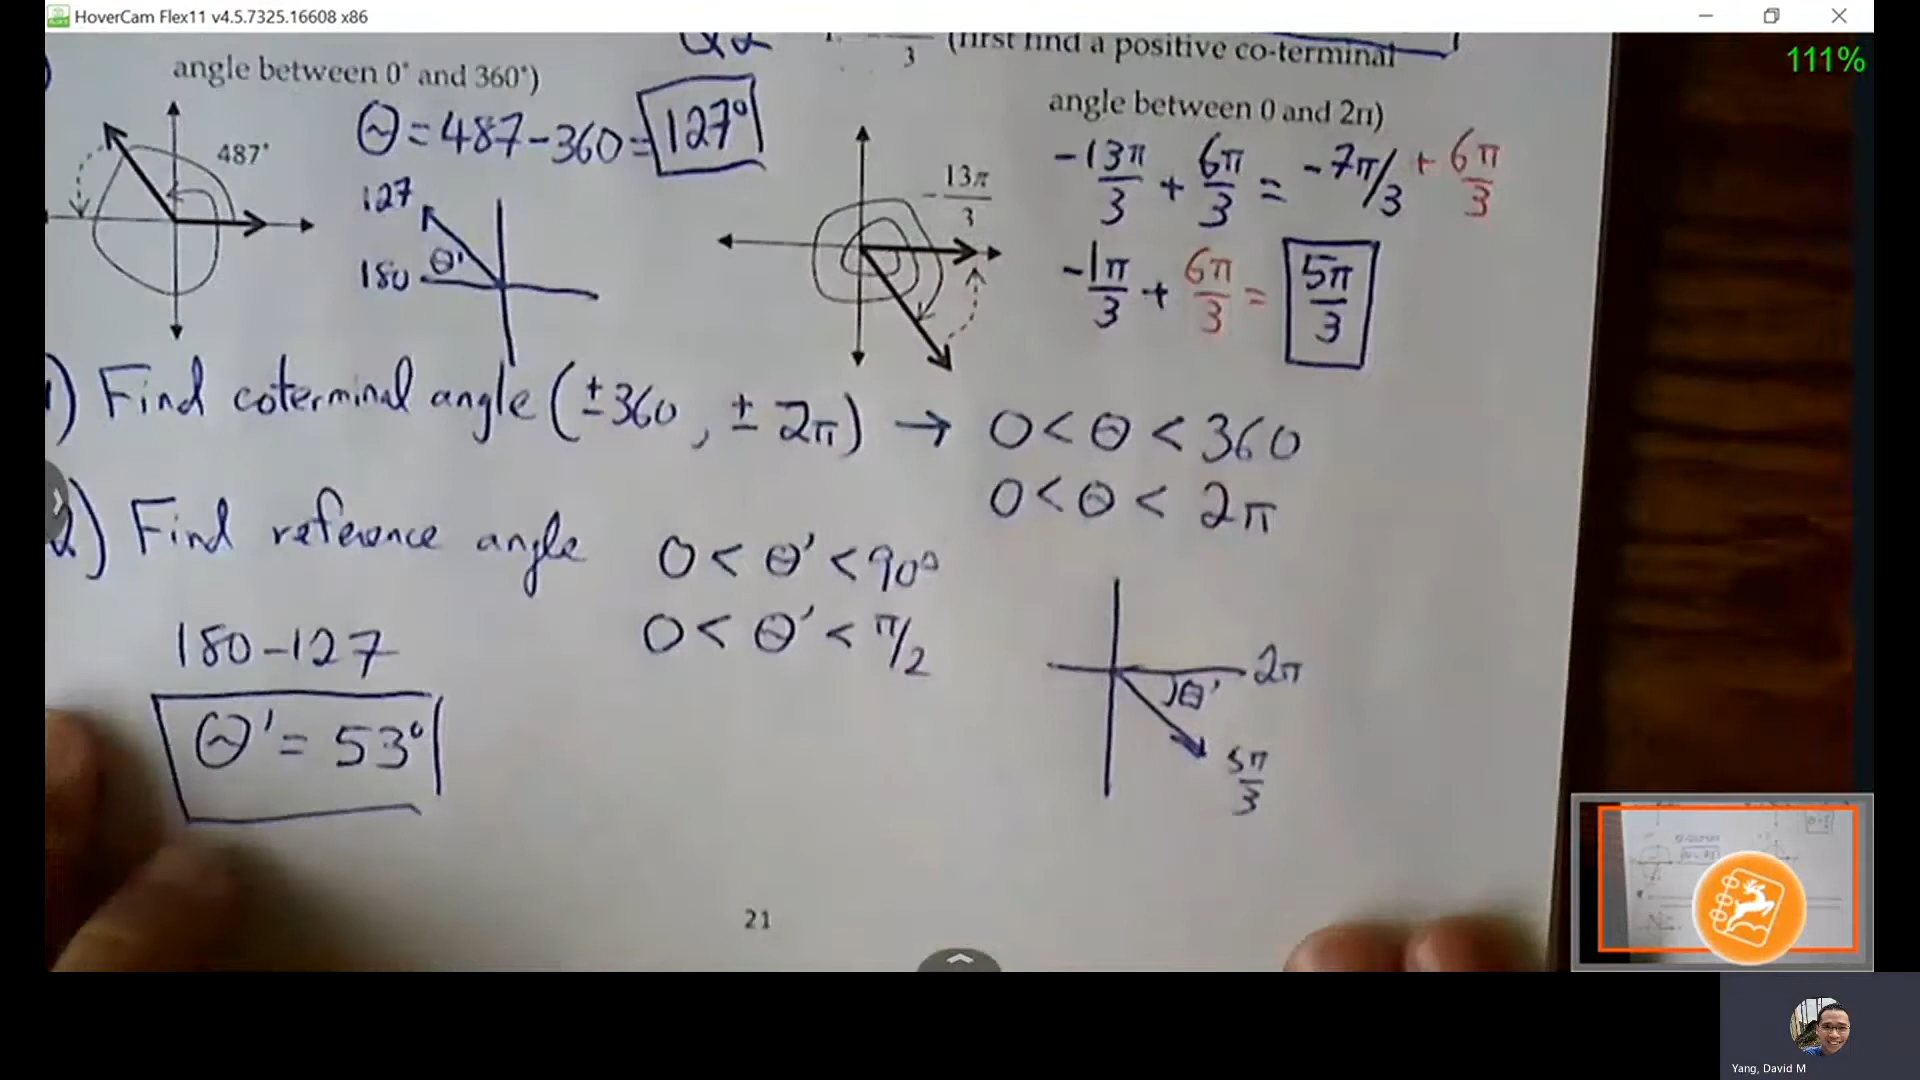 HoverCam Flex11 v4.5.7325.16608 x86
111%
3 (first find a positive co-terminal
angle between 0° and 360°)
angle between 0 and 2π)
487°
Θ = 487 - 360 = 127°
127
180
θ'
-13π/3
-13π/3 + 6π/3 = -7π/3 + 6π/3
-1π/3 + 6π/3 = 5π/3
1) Find coterminal angle (±360, ±2π) → 0 < θ < 360
0 < θ < 2π
2) Find reference angle 0 < θ' < 90°
0 < θ' < π/2
180-127
Θ' = 53°
2π
θ'
5π/3
21
Yang, David M